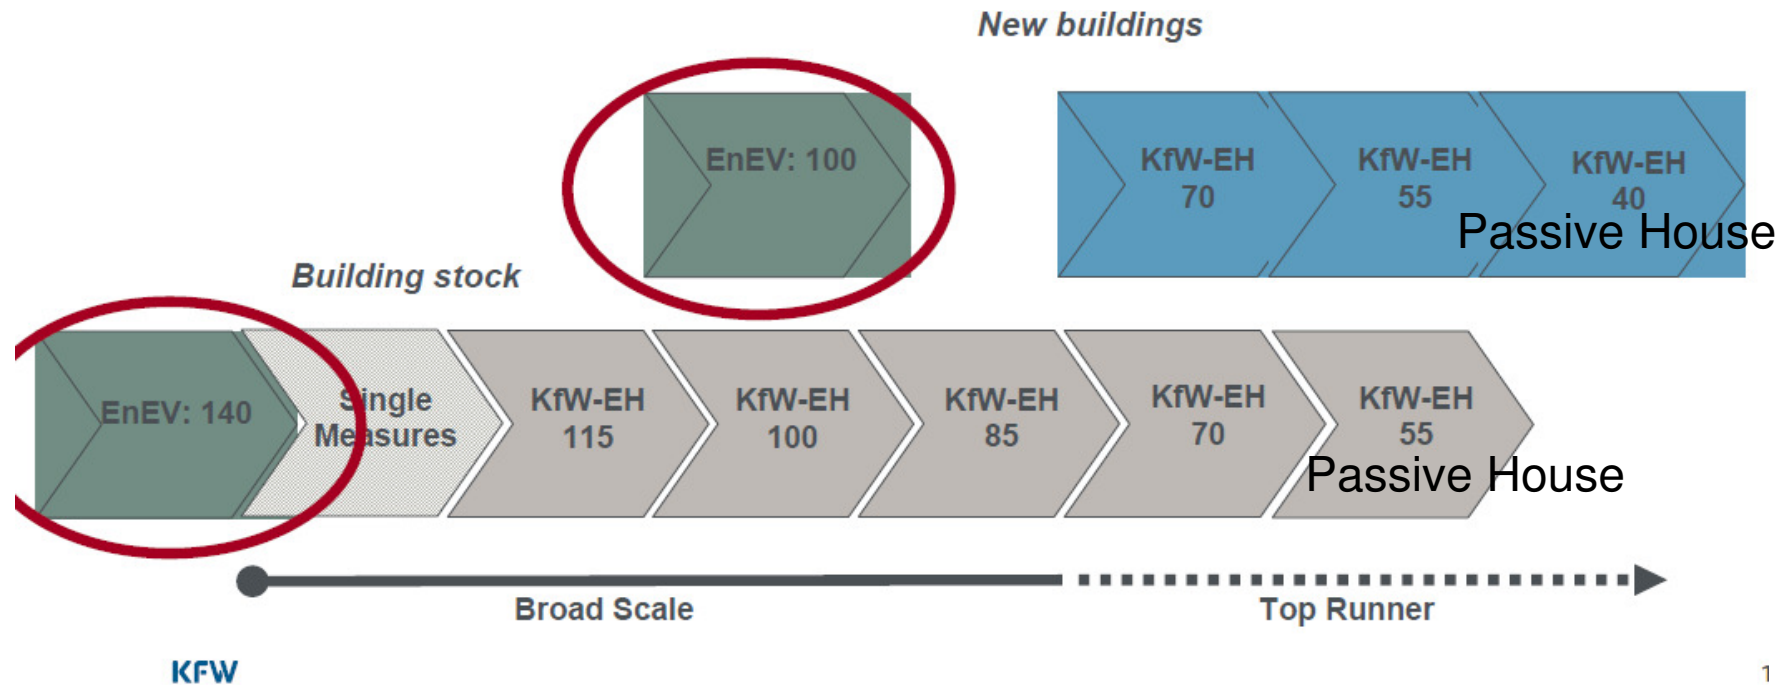 New buildings
EnEV: 100
KfW-EH
70
KfW-EH
55
KfW-EH
40
Passive House
Building stock
EnEV: 140
Single
Measures
KfW-EH
115
KfW-EH
100
KfW-EH
85
KfW-EH
70
KfW-EH
55
Passive House
Broad Scale
Top Runner
KFW
1